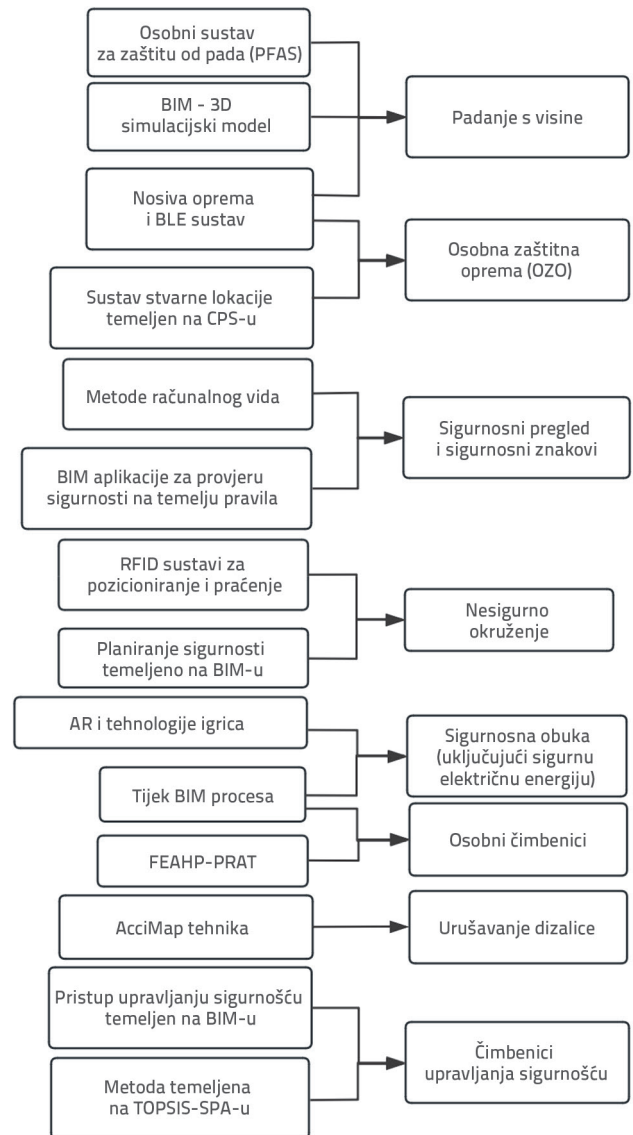 Osobni sustav
za zaštitu od pada (PFAS)
BIM - 3D
simulacijski model
Padanje s visine
Nosiva oprema
i BLE sustav
Osobna zaštitna
oprema (OZO)
Sustav stvarne lokacije
temeljen na CPS-u
Metode računalnog vida
Sigurnosni pregled
i sigurnosni znakovi
BIM aplikacije za provjeru
sigurnosti na temelju pravila
RFID sustavi za
pozicioniranje i praćenje
Nesigurno
okruženje
Planiranje sigurnosti
temeljeno na BIM-u
AR i tehnologije igrica
Sigurnosna obuka
(uključujući sigurnu
električnu energiju)
Tijek BIM procesa
Osobni čimbenici
FEAHP-PRAT
AcciMap tehnika
Urušavanje dizalice
Pristup upravljanju sigurnošću
temeljen na BIM-u
Čimbenici
upravljanja sigurnošću
Metoda temeljena
na TOPSIS-SPA-u